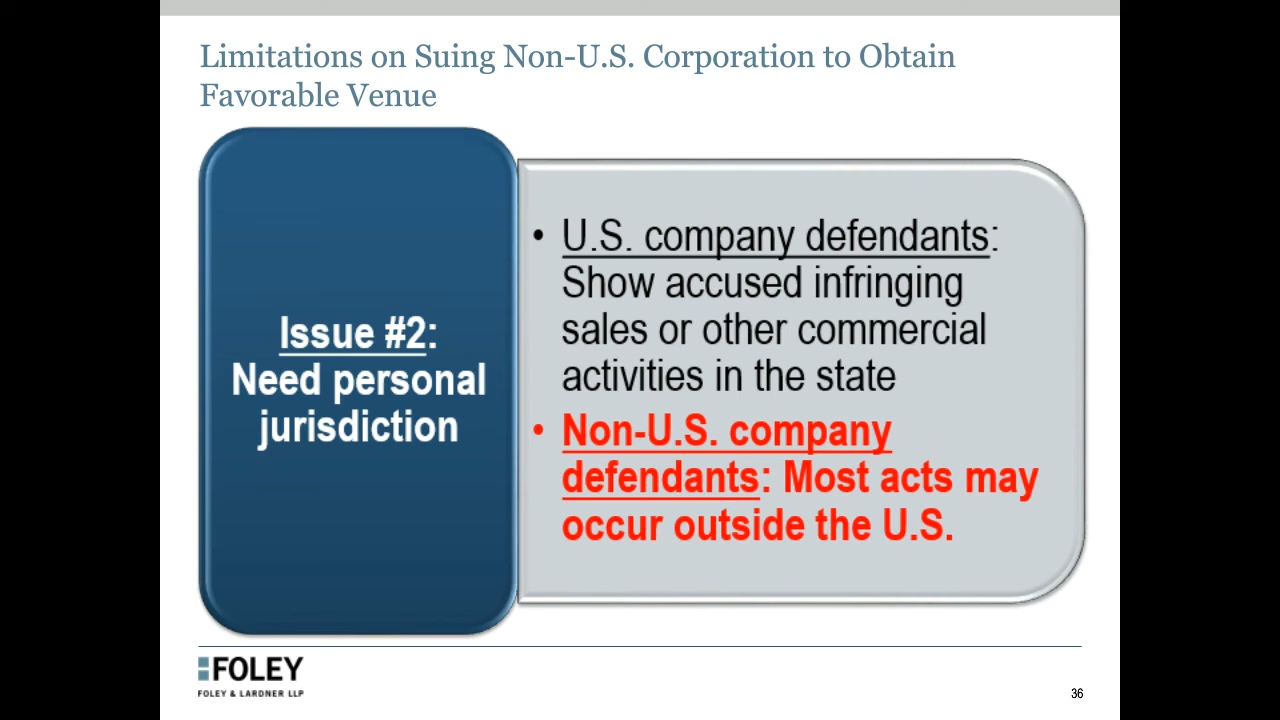 Limitations on Suing Non-U.S. Corporation to Obtain
Favorable Venue
Issue #2:
Need personal
jurisdiction
• U.S. company defendants:
Show accused infringing
sales or other commercial
activities in the state
• Non-U.S. company
defendants: Most acts may
occur outside the U.S.
FOLEY
FOLEY & LARDNER LLP
36